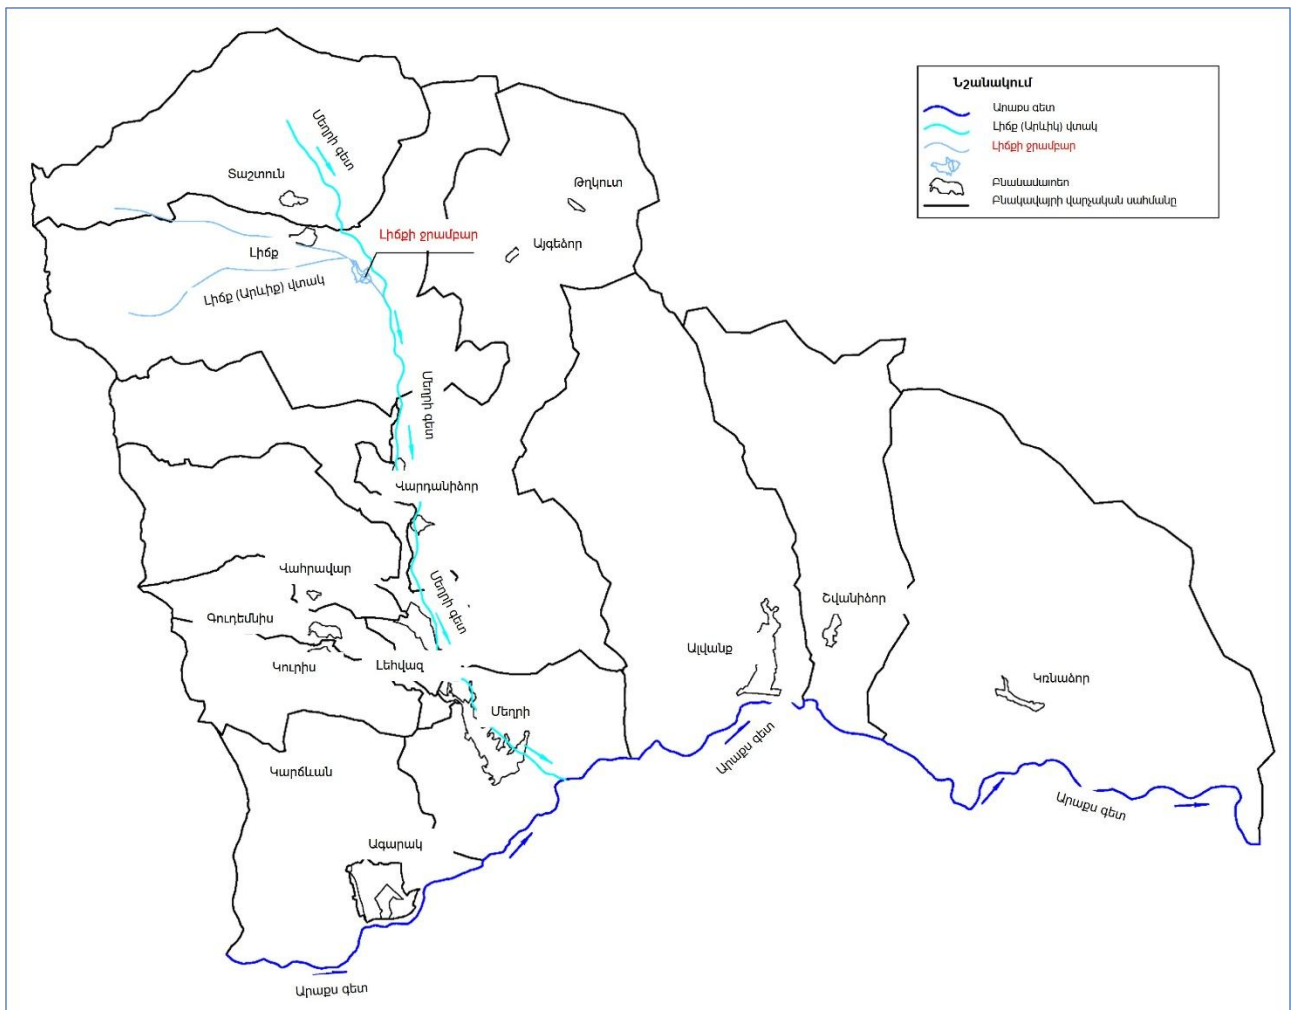 Նշանակում
Արաքս գետ
Լիճք (Արևիկ) վտակ
Լիճքի ջրամբար
Բնակավայրի վարչական սահմանը
Մեղրի գետ
Տաշտուն
Թղկուտ
Լիճքի ջրամբար
Այգեձոր
Լիճք
Լիճք (Արևիք) վտակ
Մեղրի գետ
Վարդանիձոր
Վահրավար
Մեղրի գետ
Շվանիձոր
Գուդեմնիս
Ալվանք
Կուրիս
Լեհվազ
Կռնաձոր
Մեղրի
Արաքս գետ
Կարճևան
Արաքս գետ
Ագարակ
Արաքս գետ